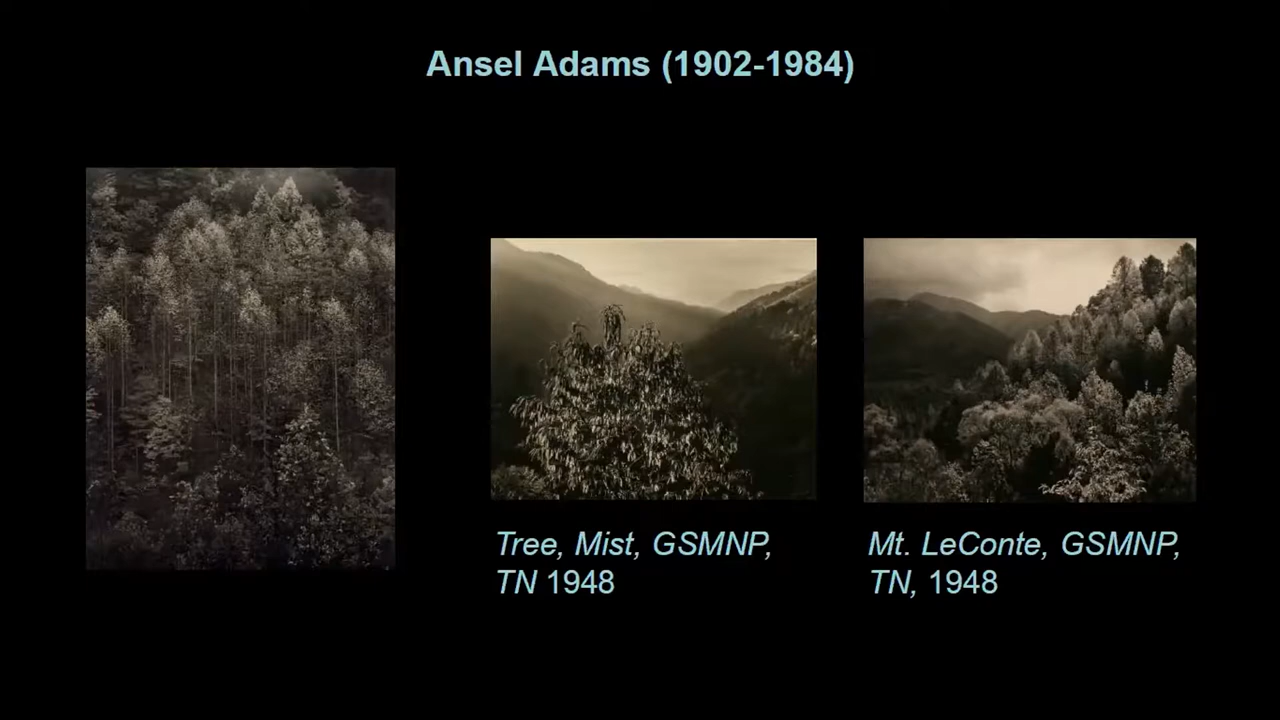 Ansel Adams (1902-1984)
Tree, Mist, GSMNP,
TN 1948
Mt. LeConte, GSMNP,
TN, 1948